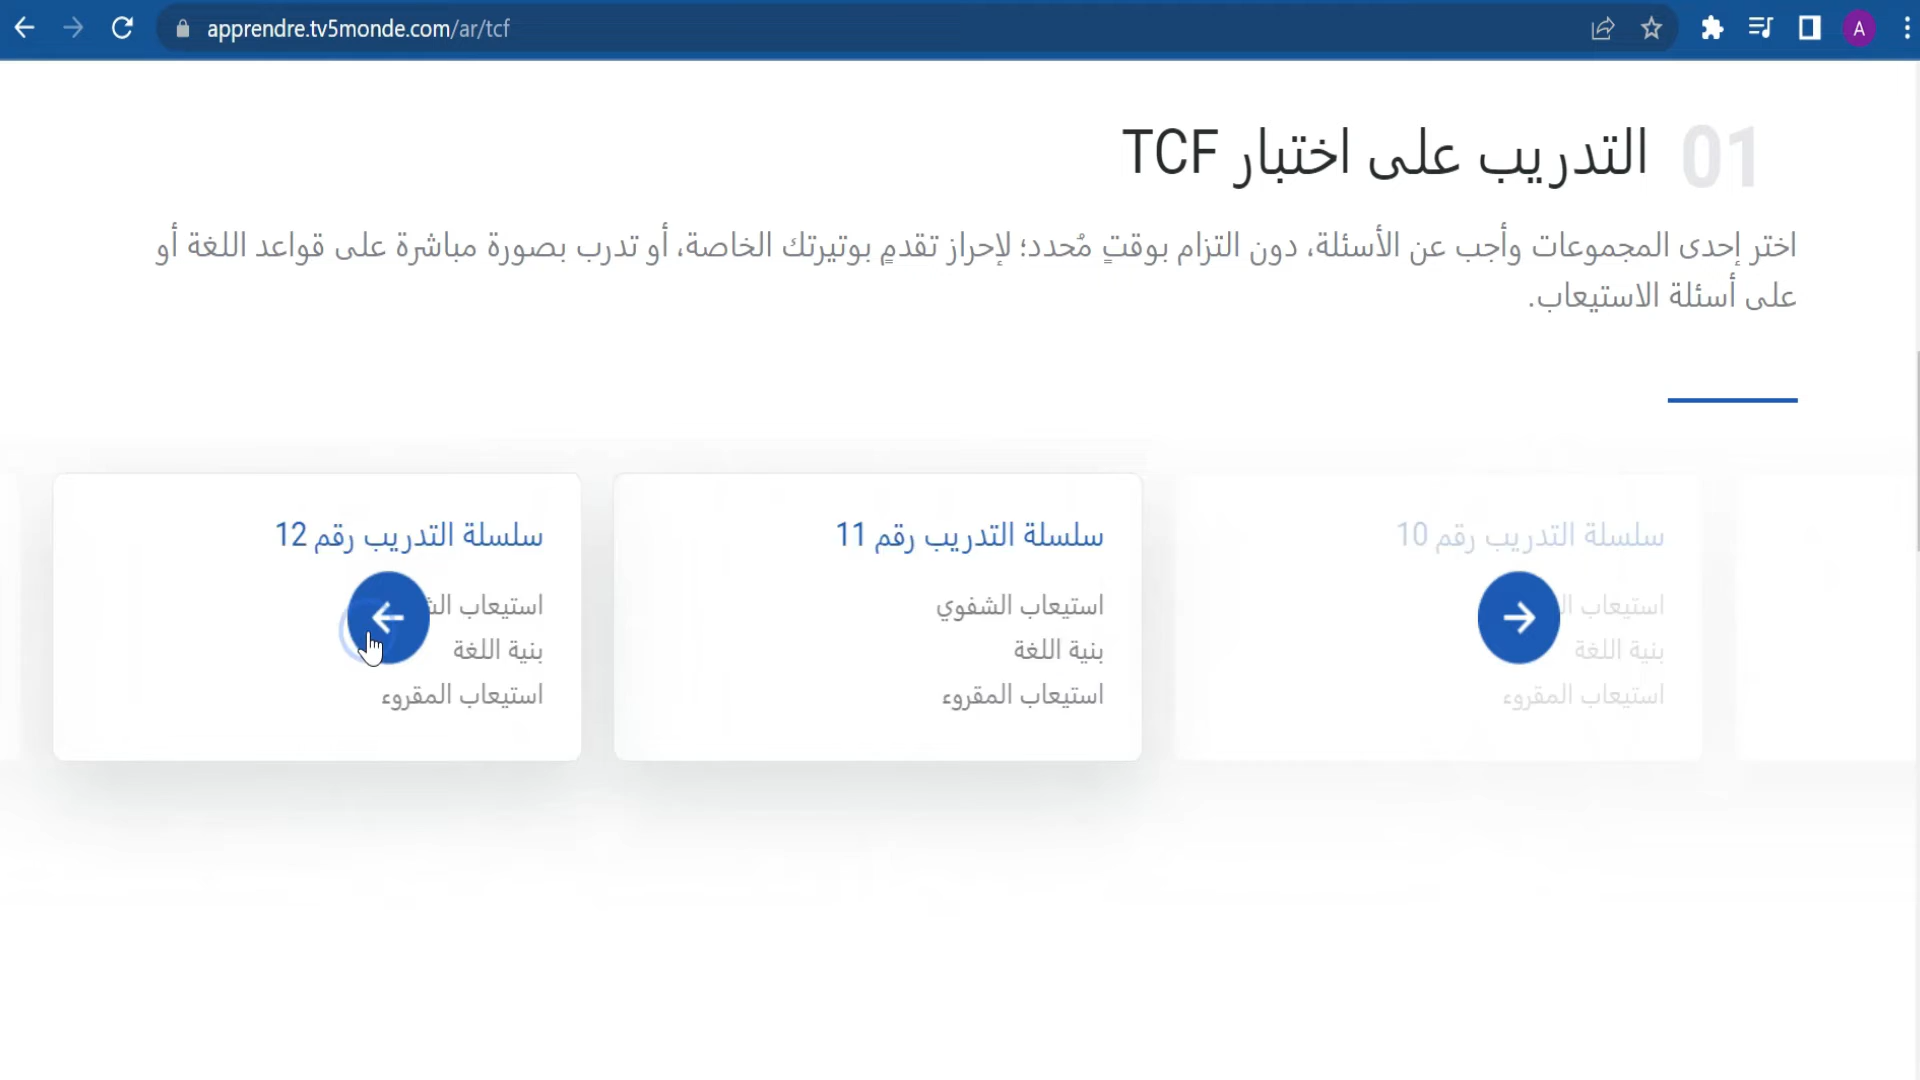 apprendre.tv5monde.com/ar/tcf
A
01
التدريب على اختبار TCF
اختر إحدى المجموعات وأجب عن الأسئلة، دون التزام بوقتٍ مُحدد؛ لإحراز تقدمٍ بوتيرتك الخاصة، أو تدرب بصورة مباشرة على قواعد اللغة أو
على أسئلة الاستيعاب.
سلسلة التدريب رقم 10
استيعاب
بنية اللغة
استيعاب المقروء
سلسلة التدريب رقم 11
استيعاب الشفوي
بنية اللغة
استيعاب المقروء
سلسلة التدريب رقم 12
استيعاب
بنية اللغة
استيعاب المقروء